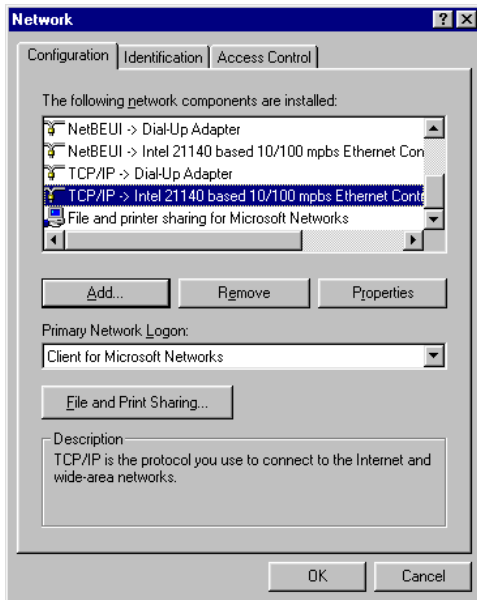 Network
Configuration Identification Access Control
The following network components are installed:
NetBEUI -> Dial-Up Adapter
NetBEUI -> Intel 21140 based 10/100 mpbs Ethernet Con
TCP/IP -> Dial-Up Adapter
TCP/IP -> Intel 21140 based 10/100 mpbs Ethernet Contr
File and printer sharing for Microsoft Networks
Add... Remove Properties
Primary Network Logon:
Client for Microsoft Networks
File and Print Sharing...
Description
TCP/IP is the protocol you use to connect to the Internet and
wide-area networks.
OK Cancel